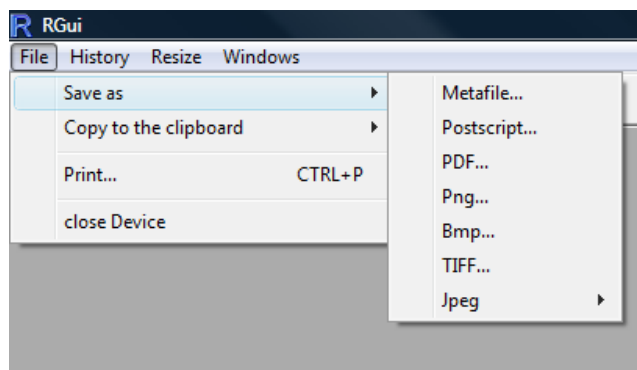 R RGui
File History Resize Windows
Save as
Copy to the clipboard
Print... CTRL+P
close Device
Metafile...
Postscript...
PDF...
Png...
Bmp...
TIFF...
Jpeg